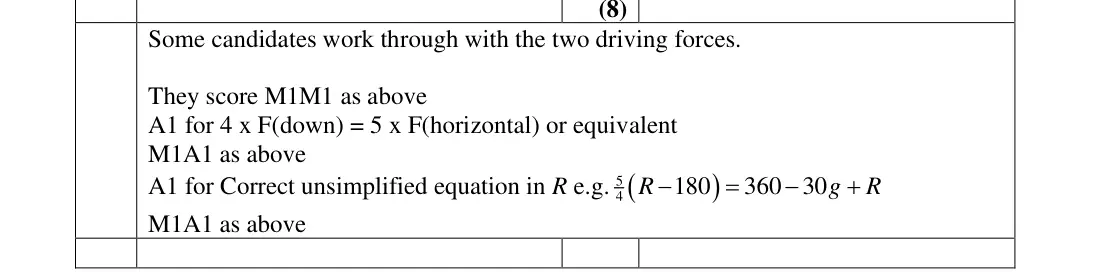 (8)
Some candidates work through with the two driving forces.
They score M1M1 as above
A1 for 4 x F(down) = 5 x F(horizontal) or equivalent
M1A1 as above
A1 for Correct unsimplified equation in R e.g. 5/4 (R − 180) = 360 − 30g + R
M1A1 as above